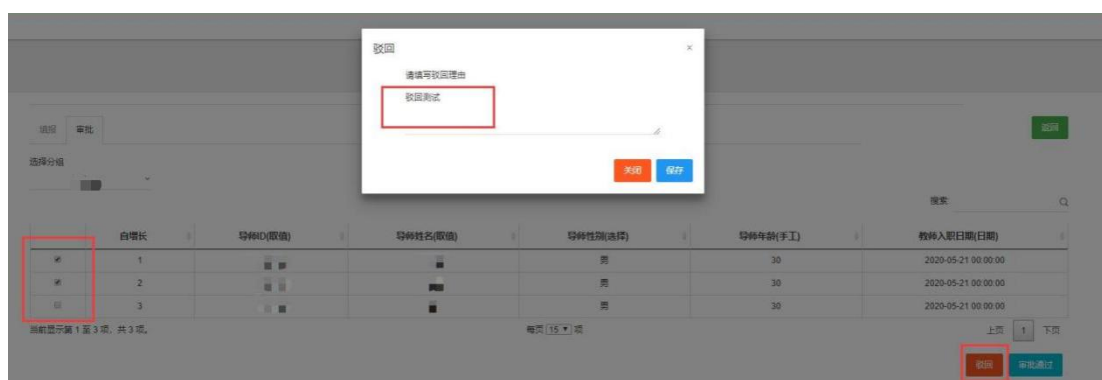 驳回 ×
请填写驳回理由
驳回测试
关闭 保存
填报 审批 返回
选择分组
搜索
自增长 导师ID(取值) 导师姓名(取值) 导师性别(选择) 导师年龄(手工) 教师入职日期(日期)
1 男 30 2020-05-21 00:00:00
2 男 30 2020-05-21 00:00:00
3 男 30 2020-05-21 00:00:00
当前显示第 1 至 3 项，共 3 项。 每页 15 项 上页 1 下页
驳回 审批通过